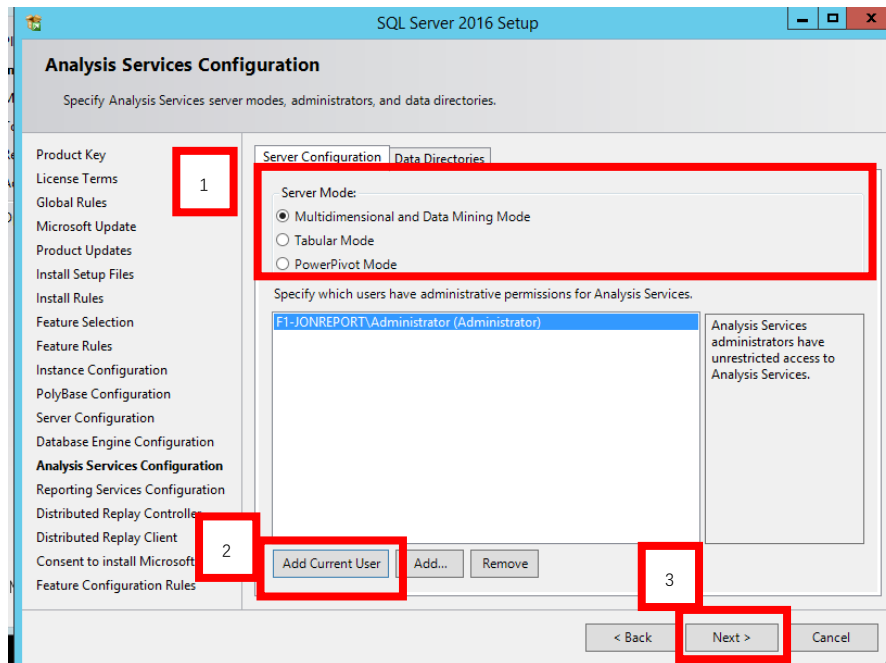 SQL Server 2016 Setup
Analysis Services Configuration
Specify Analysis Services server modes, administrators, and data directories.
Product Key
License Terms
Global Rules
Microsoft Update
Product Updates
Install Setup Files
Install Rules
Feature Selection
Feature Rules
Instance Configuration
PolyBase Configuration
Server Configuration
Database Engine Configuration
Analysis Services Configuration
Reporting Services Configuration
Distributed Replay Controller
Distributed Replay Client
Consent to install Microsoft
Feature Configuration Rules
1
Server Configuration
Data Directories
Server Mode:
Multidimensional and Data Mining Mode
Tabular Mode
PowerPivot Mode
Specify which users have administrative permissions for Analysis Services.
F1-JONREPORT\Administrator (Administrator)
Analysis Services
administrators have
unrestricted access to
Analysis Services.
2
Add Current User
Add...
Remove
3
< Back
Next >
Cancel